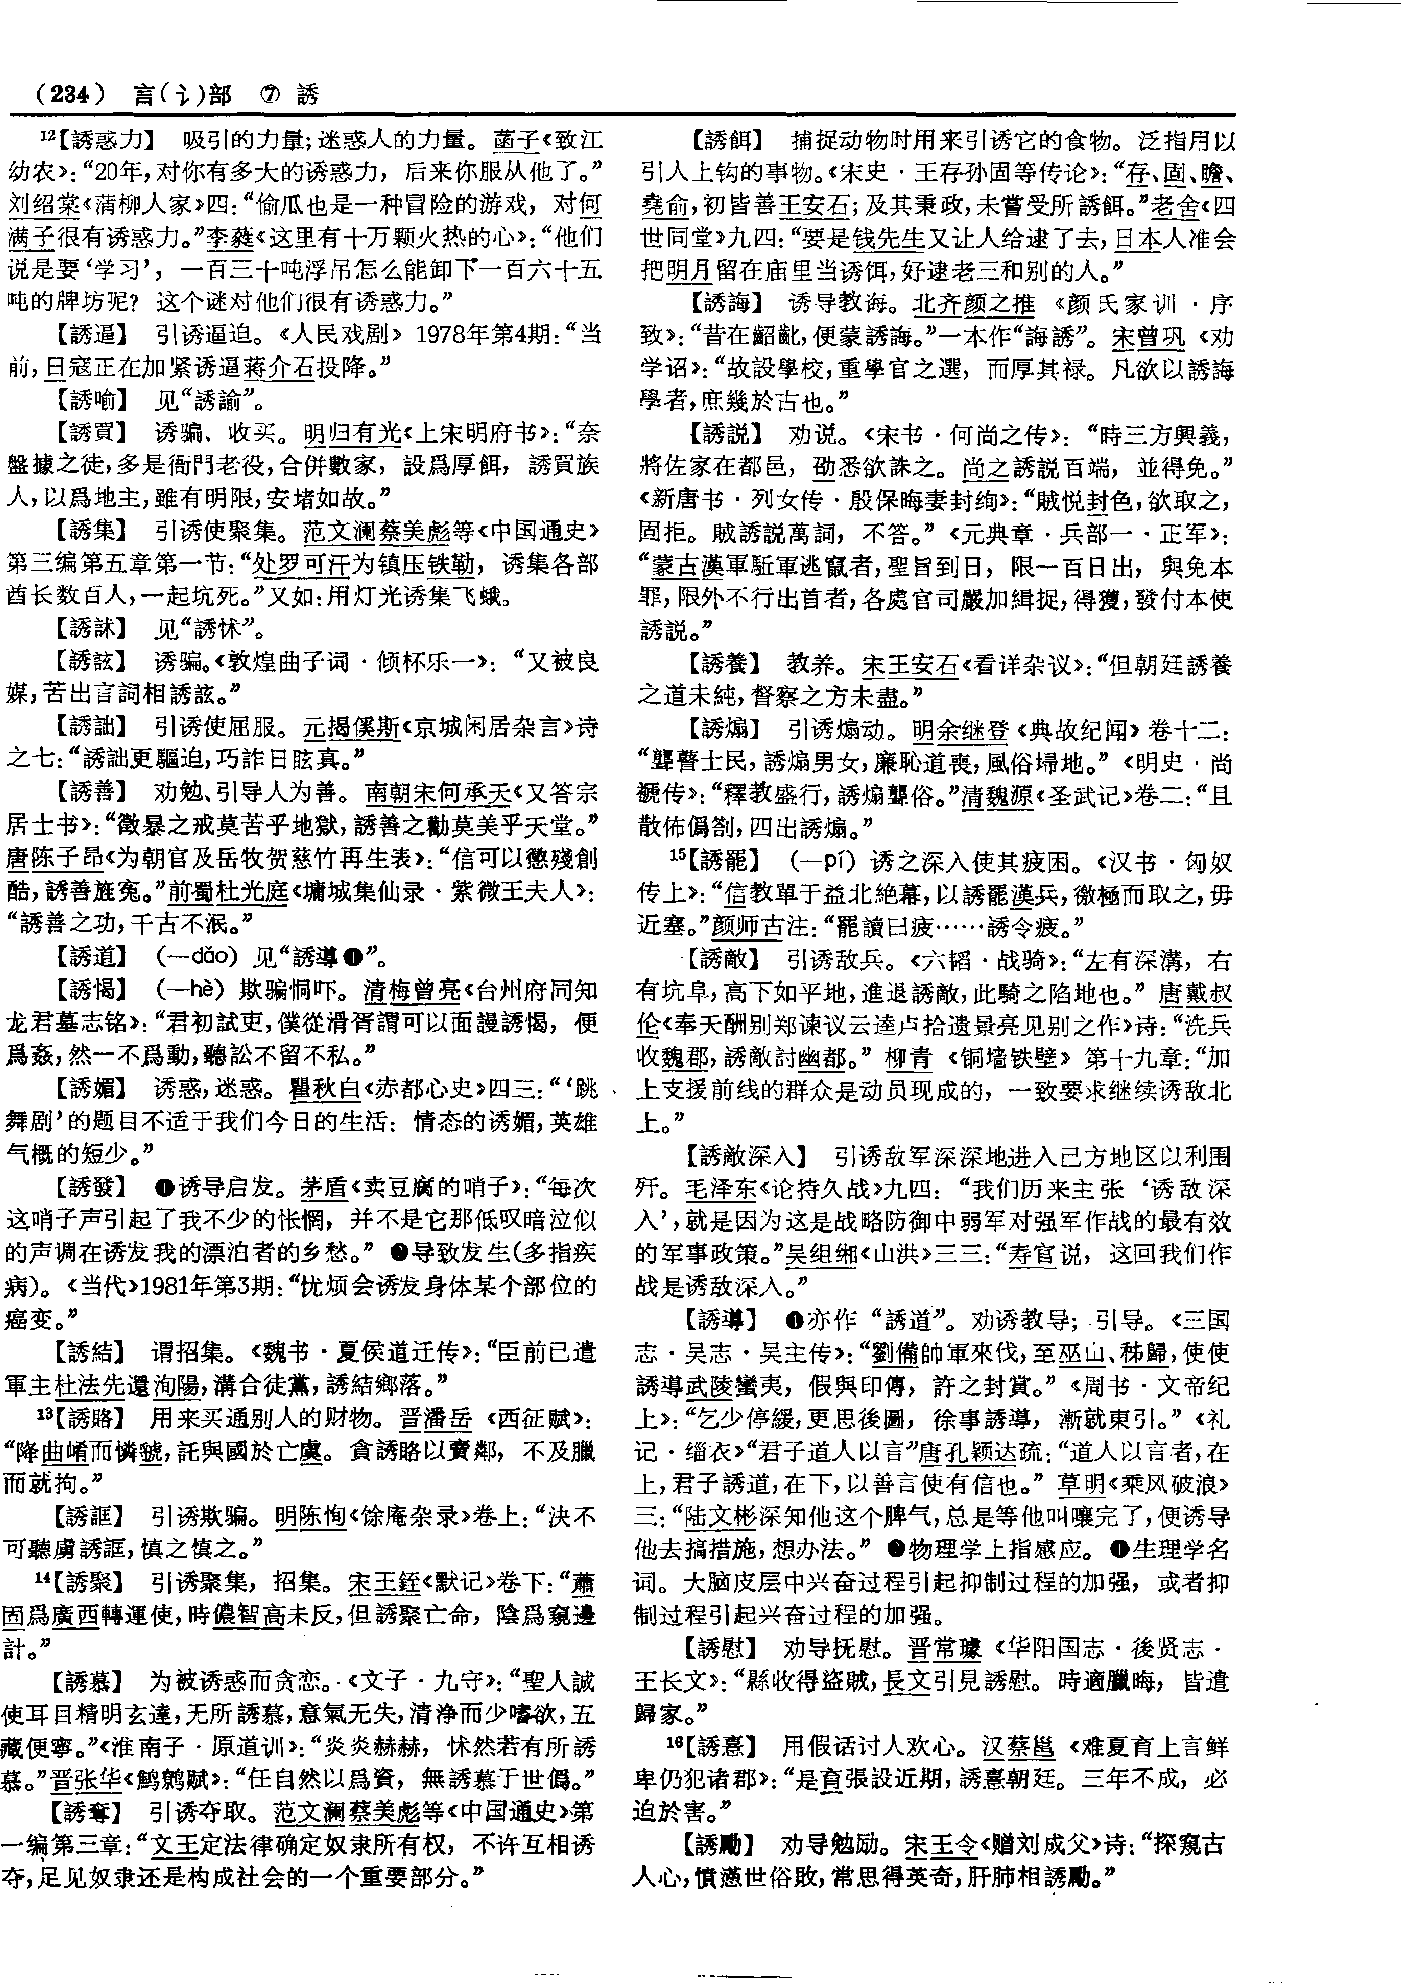 (234) 言(讠)部 ⑦ 誘
12【誘惑力】 吸引的力量;迷惑人的力量。菡子《致江
幼农》:“20年,对你有多大的诱惑力,后来你服从他了。”
刘绍棠《蒲柳人家》四:“偷瓜也是一种冒险的游戏,对何
满子很有诱惑力。”李蕤《这里有十万颗火热的心》:“他们
说是要‘学习’,一百三十吨浮吊怎么能卸下一百六十五
吨的牌坊呢?这个谜对他们很有诱惑力。”
【誘逼】 引诱逼迫。《人民戏剧》1978年第4期:“当
前,日寇正在加紧诱逼蒋介石投降。”
【誘喻】 见“誘諭”。
【誘買】 诱骗、收买。明归有光《上宋明府书》:“奈
盤據之徒,多是衙門老役,合併數家,設爲厚餌,誘買族
人,以爲地主,雖有明限,安堵如故。”
【誘集】 引诱使聚集。范文澜蔡美彪等《中国通史》
第三编第五章第一节:“处罗可汗为镇压铁勒,诱集各部
酋长数百人,一起坑死。”又如:用灯光诱集飞蛾。
【誘訹】 见“誘怵”。
【誘詃】 诱骗。《敦煌曲子词·倾杯乐一》:“又被良
媒,苦出言詞相誘詃。”
【誘詘】 引诱使屈服。元揭傒斯《京城闲居杂言》诗
之七:“誘詘更驅迫,巧詐日眩真。”
【誘善】 劝勉、引导人为善。南朝宋何承天《又答宗
居士书》:“徵暴之戒莫苦乎地獄,誘善之勸莫美乎天堂。”
唐陈子昂《为朝官及岳牧贺慈竹再生表》:“信可以懲殘創
酷,誘善旌寃。”前蜀杜光庭《墉城集仙录·紫微王夫人》:
“誘善之功,千古不泯。”
【誘道】 (—dǎo) 见“誘導❶”。
【誘愒】 (—hè) 欺骗恫吓。清梅曾亮《台州府同知
龙君墓志铭》:“君初試吏,僕從滑胥謂可以面謾誘愒,便
爲姦,然一不爲動,聽訟不留不私。”
【誘媚】 诱惑,迷惑。瞿秋白《赤都心史》四三:“‘跳
舞剧’的题目不适于我们今日的生活:情态的诱媚,英雄
气概的短少。”
【誘發】 ❶诱导启发。茅盾《卖豆腐的哨子》:“每次
这哨子声引起了我不少的怅惘,并不是它那低叹暗泣似
的声调在诱发我的漂泊者的乡愁。” ❷导致发生(多指疾
病)。《当代》1981年第3期:“忧烦会诱发身体某个部位的
癌变。”
【誘結】 谓招集。《魏书·夏侯道迁传》:“臣前已遣
軍主杜法先還洵陽,溝合徒黨,誘結鄉落。”
13【誘賂】 用来买通别人的财物。晋潘岳《西征赋》:
“降曲崤而憐虢,託與國於亡虞。貪誘賂以賣鄰,不及臘
而就拘。”
【誘誆】 引诱欺骗。明陈恂《馀庵杂录》卷上:“決不
可聽虜誘誆,慎之慎之。”
14【誘聚】 引诱聚集,招集。宋王銍《默记》卷下:“蕭
固爲廣西轉運使,時儂智高未反,但誘聚亡命,陰爲窺邊
計。”
【誘慕】 为被诱惑而贪恋。《文子·九守》:“聖人誠
使耳目精明玄達,无所誘慕,意氣无失,清净而少嗜欲,五
藏便寧。”《淮南子·原道训》:“炎炎赫赫,怵然若有所誘
慕。”晋张华《鹪鹩赋》:“任自然以爲資,無誘慕于世僞。”
【誘奪】 引诱夺取。范文澜蔡美彪等《中国通史》第
一编第三章:“文王定法律确定奴隶所有权,不许互相诱
夺,足见奴隶还是构成社会的一个重要部分。”
【誘餌】 捕捉动物时用来引诱它的食物。泛指用以
引人上钩的事物。《宋史·王存孙固等传论》:“存、固、瞻、
堯俞,初皆善王安石;及其秉政,未嘗受所誘餌。”老舍《四
世同堂》九四:“要是钱先生又让人给逮了去,日本人准会
把明月留在庙里当诱饵,好逮老三和别的人。”
【誘誨】 诱导教诲。北齐颜之推《颜氏家训·序
致》:“昔在齠齔,便蒙誘誨。”一本作“誨誘”。宋曾巩《劝
学诏》:“故設學校,重學官之選,而厚其禄。凡欲以誘誨
學者,庶幾於古也。”
【誘説】 劝说。《宋书·何尚之传》:“時三方興義,
將佐家在都邑,劭悉欲誅之。尚之誘説百端,並得免。”
《新唐书·列女传·殷保晦妻封绚》:“賊悦封色,欲取之,
固拒。賊誘説萬詞,不答。”《元典章·兵部一·正军》:
“蒙古漢軍駈軍逃竄者,聖旨到日,限一百日出,與免本
罪,限外不行出首者,各處官司嚴加緝捉,得獲,發付本使
誘説。”
【誘養】 教养。宋王安石《看详杂议》:“但朝廷誘養
之道未純,督察之方未盡。”
【誘煽】 引诱煽动。明余继登《典故纪闻》卷十二:
“聾瞽士民,誘煽男女,廉恥道喪,風俗埽地。”《明史·尚
褫传》:“釋教盛行,誘煽聾俗。”清魏源《圣武记》卷二:“且
散佈僞劄,四出誘煽。”
15【誘罷】 (—pí) 诱之深入使其疲困。《汉书·匈奴
传上》:“信教單于益北絶幕,以誘罷漢兵,徼極而取之,毋
近塞。”颜师古注:“罷讀曰疲……誘令疲。”
【誘敵】 引诱敌兵。《六韬·战骑》:“左有深溝,右
有坑阜,高下如平地,進退誘敵,此騎之陷地也。”唐戴叔
伦《奉天酬别郑谏议云逵卢拾遗景亮见别之作》诗:“洗兵
收魏郡,誘敵討幽都。”柳青《铜墙铁壁》第十九章:“加
上支援前线的群众是动员现成的,一致要求继续诱敌北
上。”
【誘敵深入】 引诱敌军深深地进入己方地区以利围
歼。毛泽东《论持久战》九四:“我们历来主张‘诱敌深
入’,就是因为这是战略防御中弱军对强军作战的最有效
的军事政策。”吴组缃《山洪》三三:“寿官说,这回我们作
战是诱敌深入。”
【誘導】 ❶亦作“誘道”。劝诱教导;引导。《三国
志·吴志·吴主传》:“劉備帥軍來伐,至巫山、秭歸,使使
誘導武陵蠻夷,假與印傳,許之封賞。”《周书·文帝纪
上》:“乞少停緩,更思後圖,徐事誘導,漸就東引。”《礼
记·缁衣》“君子道人以言”唐孔颖达疏:“道人以言者,在
上,君子誘道,在下,以善言使有信也。”草明《乘风破浪》
三:“陆文彬深知他这个脾气,总是等他叫嚷完了,便诱导
他去搞措施,想办法。” ❷物理学上指感应。❶生理学名
词。大脑皮层中兴奋过程引起抑制过程的加强,或者抑
制过程引起兴奋过程的加强。
【誘慰】 劝导抚慰。晋常璩《华阳国志·後贤志·
王长文》:“縣收得盜賊,長文引見誘慰。時適臘晦,皆遣
歸家。”
16【誘憙】 用假话讨人欢心。汉蔡邕《难夏育上言鲜
卑仍犯诸郡》:“是育張設近期,誘憙朝廷。三年不成,必
迫於害。”
【誘勵】 劝导勉励。宋王令《赠刘成父》诗:“探窺古
人心,憤懑世俗敗,常思得英奇,肝肺相誘勵。”